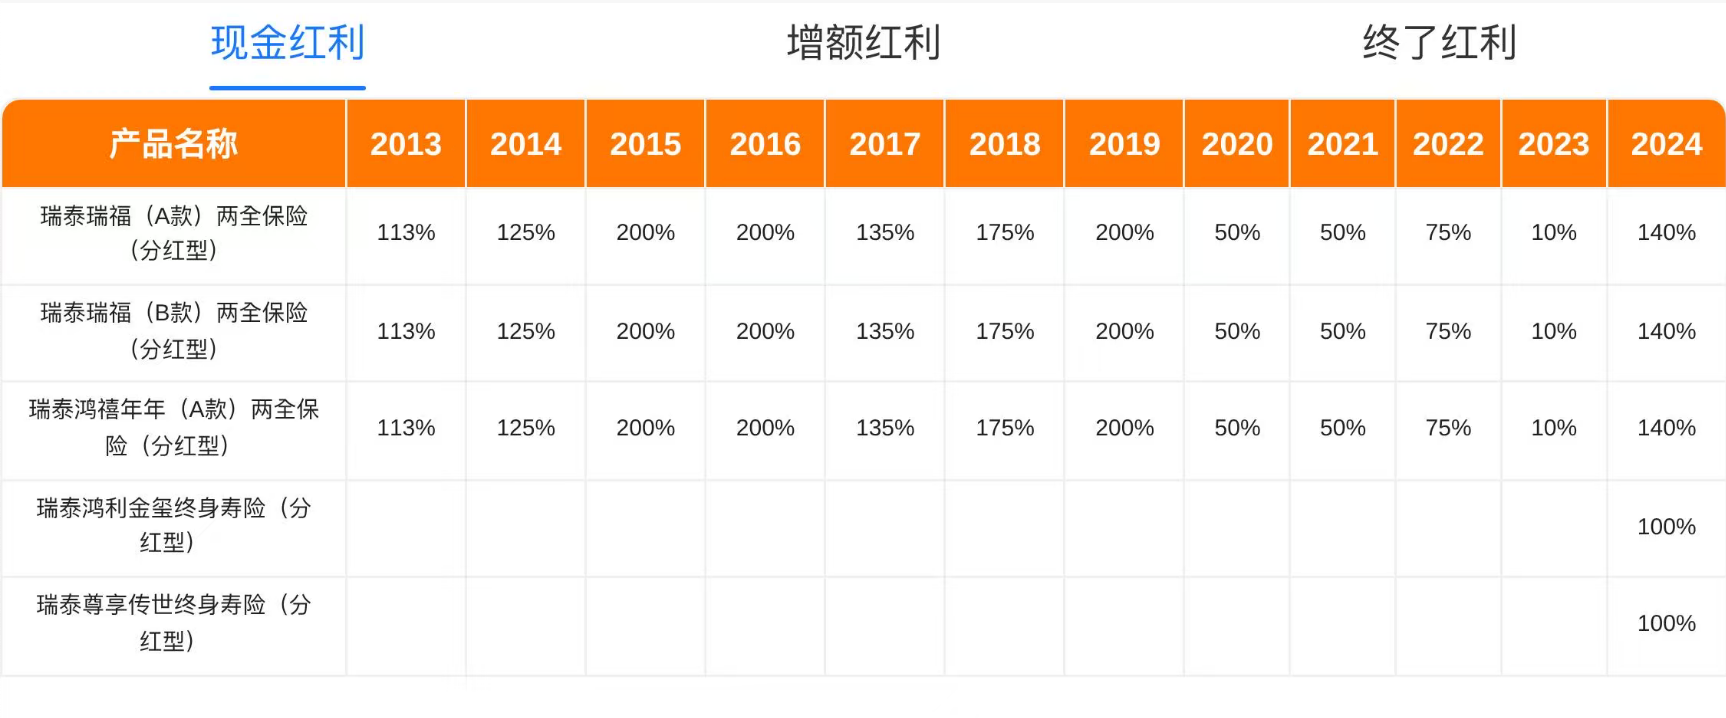 现金红利 增额红利 终了红利
产品名称 2013 2014 2015 2016 2017 2018 2019 2020 2021 2022 2023 2024
瑞泰瑞福（A款）两全保险
（分红型）
113% 125% 200% 200% 135% 175% 200% 50% 50% 75% 10% 140%
瑞泰瑞福（B款）两全保险
（分红型）
113% 125% 200% 200% 135% 175% 200% 50% 50% 75% 10% 140%
瑞泰鸿禧年年（A款）两全保
险（分红型）
113% 125% 200% 200% 135% 175% 200% 50% 50% 75% 10% 140%
瑞泰鸿利金玺终身寿险（分
红型）
100%
瑞泰尊享传世终身寿险（分
红型）
100%